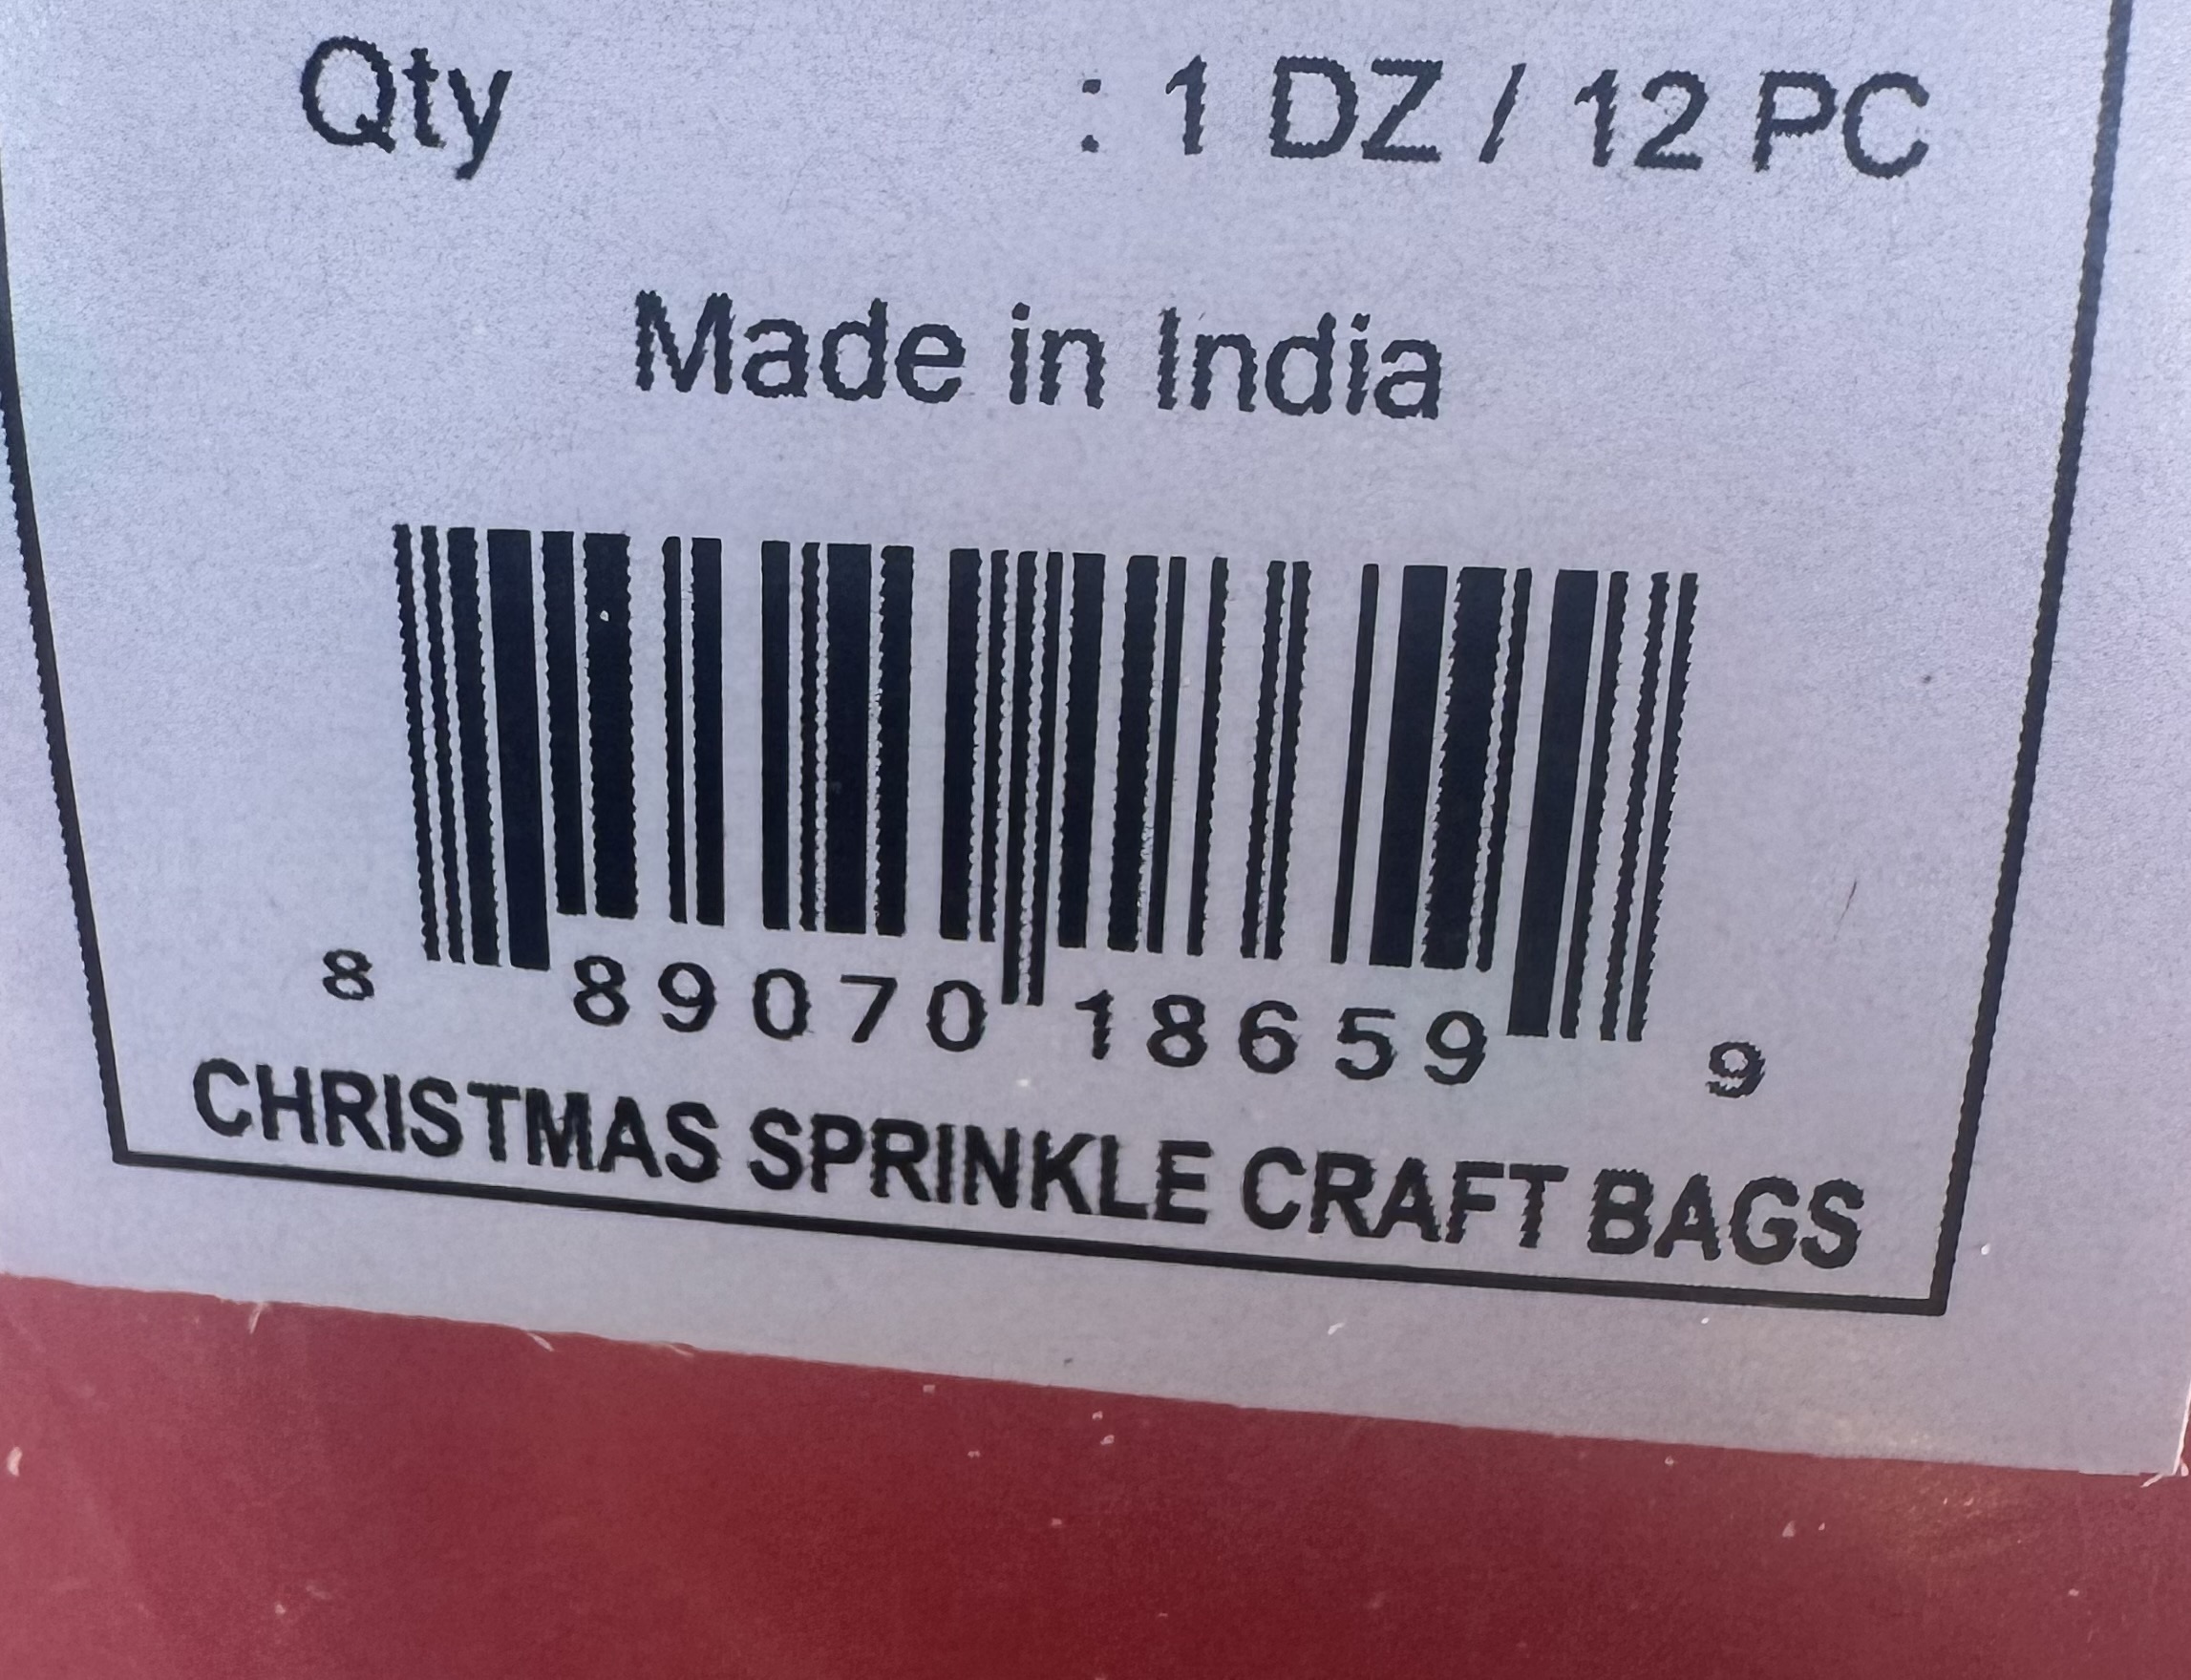 Qty : 1 DZ / 12 PC
Made in India
8 89070 18659 9
CHRISTMAS SPRINKLE CRAFT BAGS